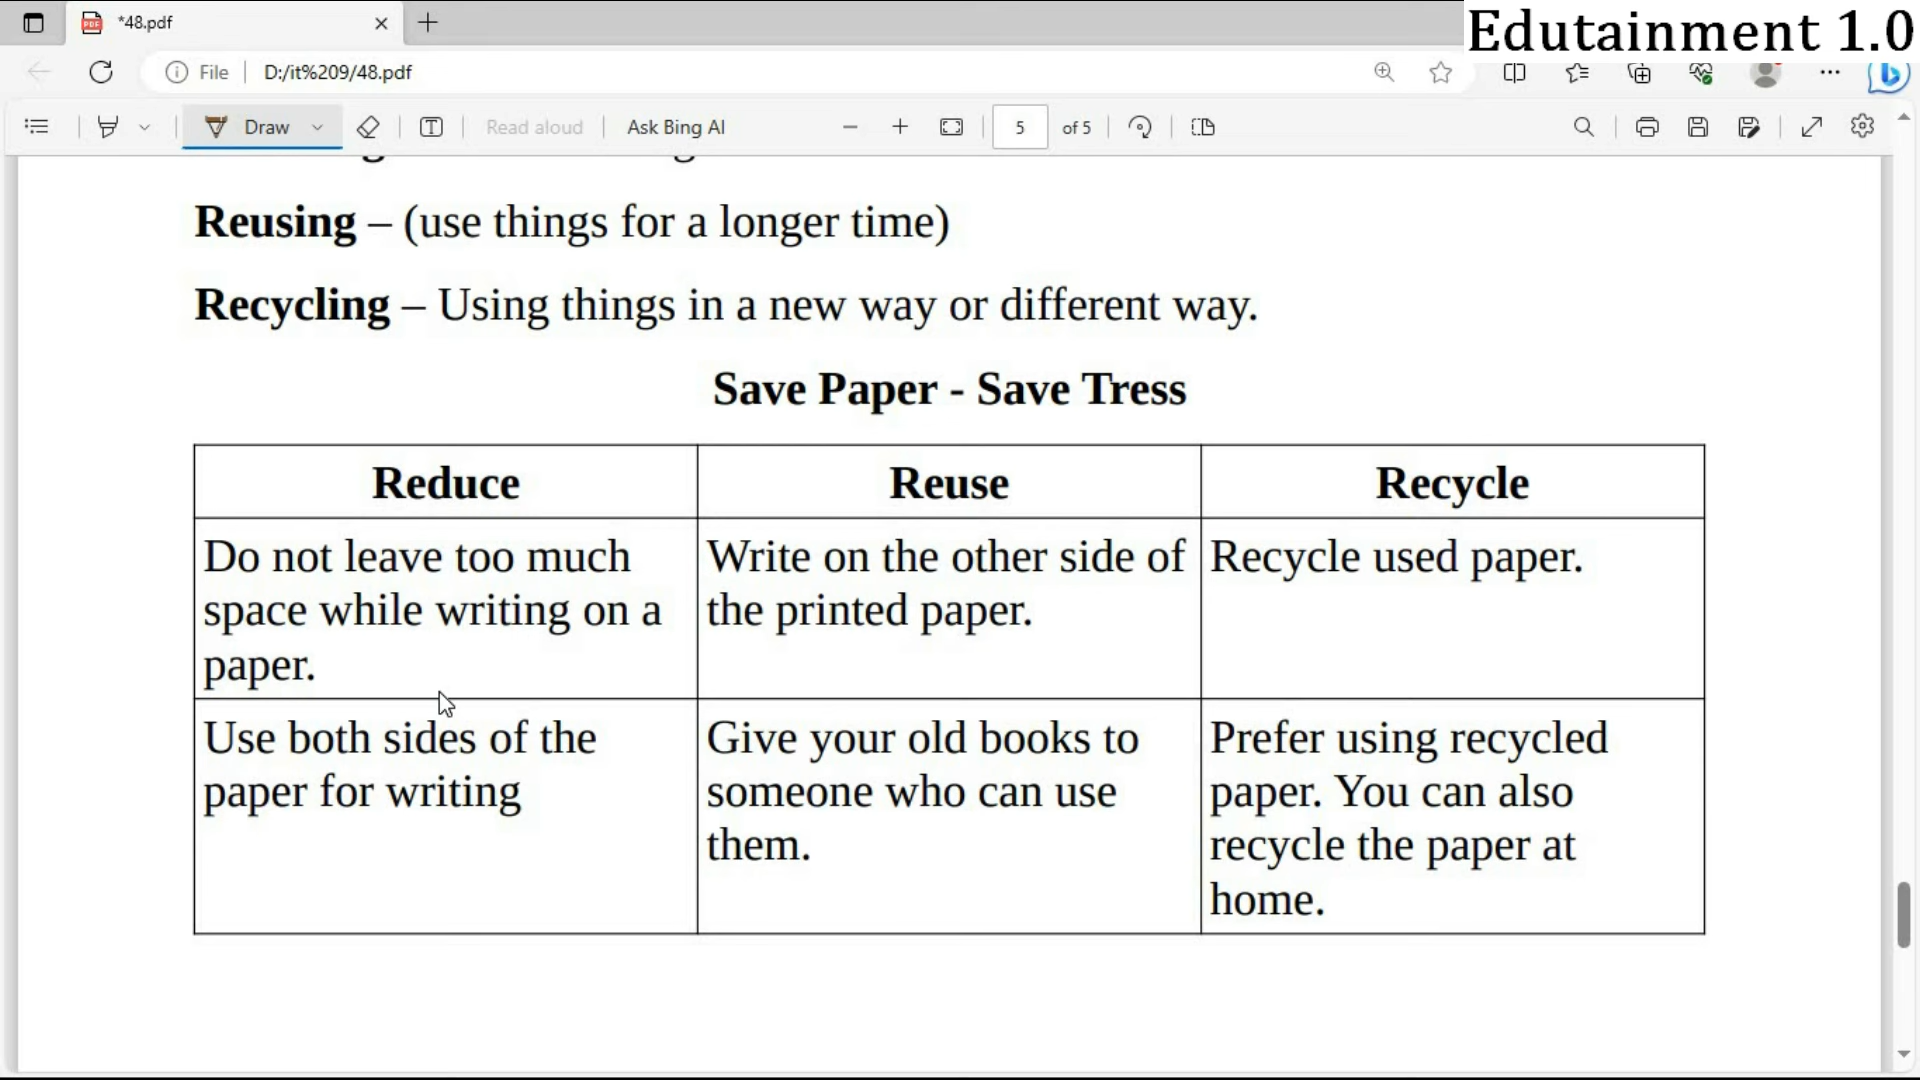 *48.pdf
Edutainment 1.0
File
D:/it%209/48.pdf
Draw
Read aloud
Ask Bing AI
5
of 5
Reusing – (use things for a longer time)
Recycling – Using things in a new way or different way.
Save Paper - Save Tress
Reduce
Reuse
Recycle
Do not leave too much
space while writing on a
paper.
Write on the other side of
the printed paper.
Recycle used paper.
Use both sides of the
paper for writing
Give your old books to
someone who can use
them.
Prefer using recycled
paper. You can also
recycle the paper at
home.